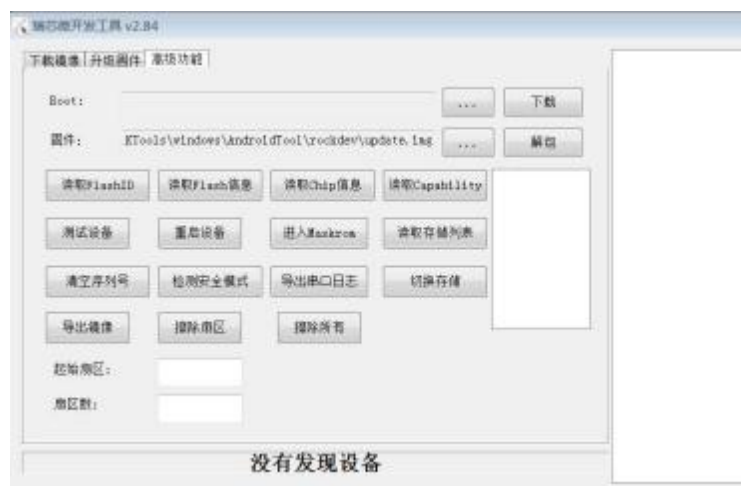 瑞芯微开发工具 v2.84
下载镜像 升级固件 高级功能
Boot: ... 下载
固件: KTools\windows\AndroidTool\rockdev\update.img ... 解包
读取FlashID 读取Flash信息 读取Chip信息 读取Capability
测试设备 重启设备 进入Maskrom 读取存储列表
清空序列号 检测安全模式 导出串口日志 切换存储
导出镜像 擦除扇区 擦除所有
起始扇区:
扇区数:
没有发现设备